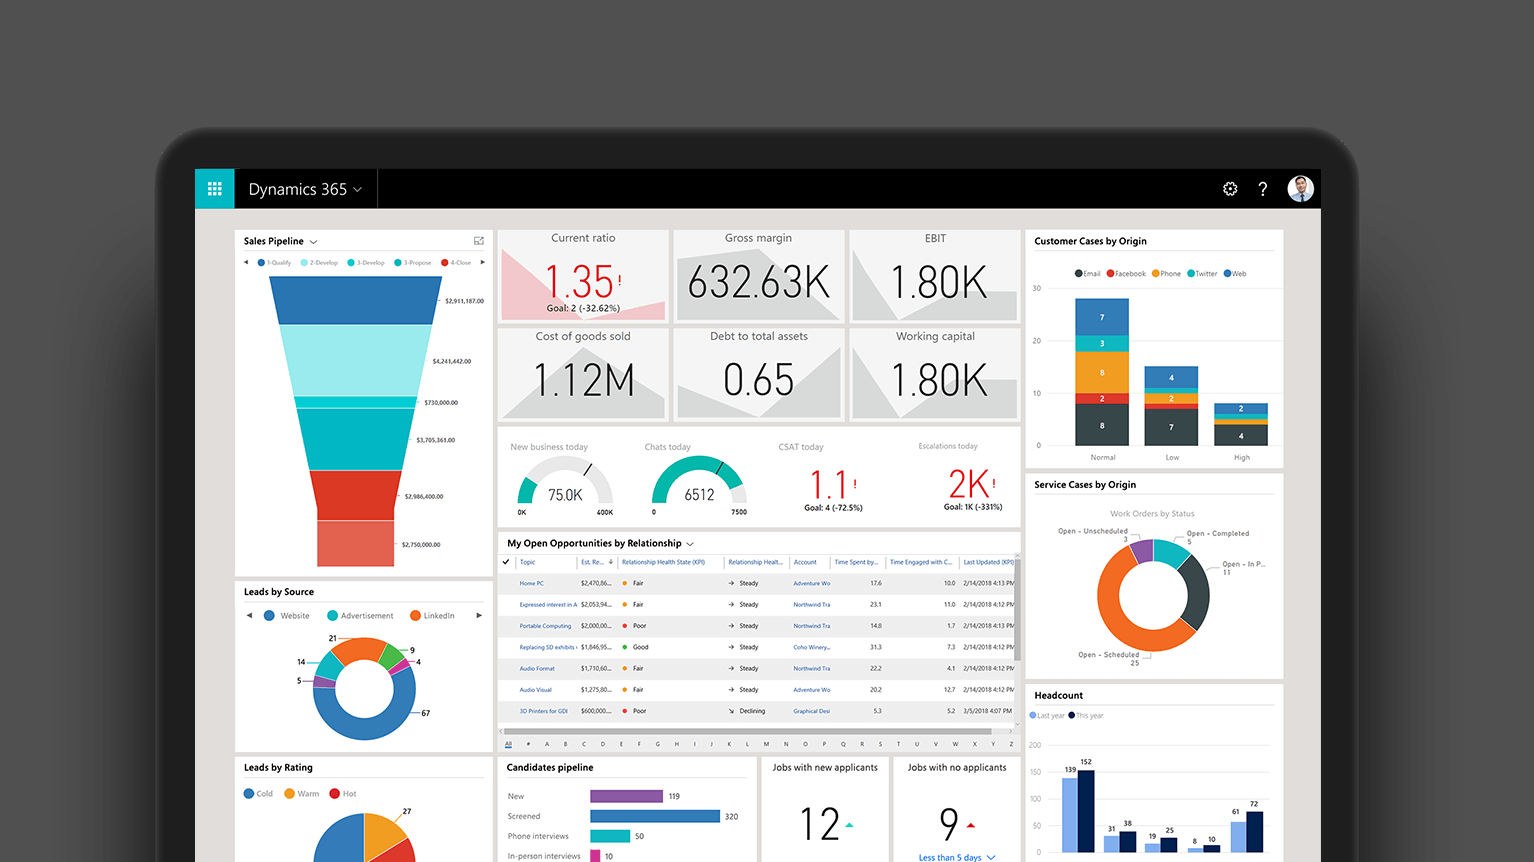 Dynamics 365
?
Sales Pipeline
1-Qualify 2-Develop 3-Develop 3-Propose 4-Close
$2,911,187.00
$4,241,442.00
$730,000.00
$3,705,361.00
$2,986,400.00
$2,750,000.00
Leads by Source
Website Advertisement LinkedIn
21
9
4
14
5
67
Leads by Rating
Cold Warm Hot
27
Current ratio
1.35!
Goal: 2 (-32.62%)
Gross margin
632.63K
EBIT
1.80K
Cost of goods sold
1.12M
Debt to total assets
0.65
Working capital
1.80K
New business today
75.0K
0K 400K
Chats today
6512
0 7500
CSAT today
1.1!
Goal: 4 (-72.5%)
Escalations today
2K!
Goal: 1K (-331%)
My Open Opportunities by Relationship
Topic Est. Re... Relationship Health State (KPI) Relationship Healt... Account Time Spent by... Time Engaged with C... Last Updated (KPI)
Home PC $2,470,86... Fair Steady Adventure Wo 17.6 10.0 2/14/2018 4:13 PM
Expressed interest in A $2,053,94... Fair Steady Northwind Tra 23.1 11.0 2/14/2018 4:12 PM
Portable Computing $2,000,00... Poor Steady Northwind Tra 14.8 1.7 2/14/2018 4:13 PM
Replacing SD exhibits $1,846,95... Good Steady Coho Winery,.. 31.3 7.3 2/14/2018 4:12 PM
Audio Format $1,710,60... Fair Steady Northwind Tra 22.2 4.1 2/14/2018 4:12 PM
Audio Visual $1,275,80... Fair Steady Adventure Wo 20.2 12.7 2/14/2018 4:12 PM
3D Printers for GDI $600,000... Poor Declining Graphical Desi 5.3 5.2 3/5/2018 4:07 PM
All # A B C D E F G H I J K L M N O P Q R S T U V W X Y Z
Candidates pipeline
New 119
Screened 320
Phone interviews 50
In-person interviews 10
Jobs with new applicants
12
Jobs with no applicants
9
Less than 5 days
Customer Cases by Origin
Email Facebook Phone Twitter Web
30
20
10
0
7
3
8
2
8
4
2
7
2
4
Normal Low High
Service Cases by Origin
Work Orders by Status
Open - Unscheduled
3
Open - Completed
5
Open - In P...
11
Open - Scheduled
25
Headcount
Last year This year
200
150
100
50
0
139 152
31 38
19 25
8 10
61 72